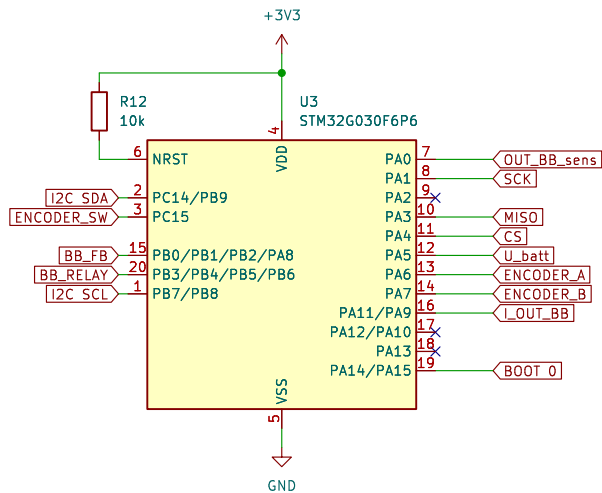 +3V3
R12
10k
U3
STM32G030F6P6
4
VDD
6 NRST
PA0 7 OUT_BB_sens
PA1 8 SCK
I2C SDA 2 PC14/PB9
PA2 9
ENCODER_SW 3 PC15
PA3 10 MISO
PA4 11 CS
BB_FB 15 PB0/PB1/PB2/PA8
PA5 12 U_batt
BB_RELAY 20 PB3/PB4/PB5/PB6
PA6 13 ENCODER_A
I2C SCL 1 PB7/PB8
PA7 14 ENCODER_B
PA11/PA9 16 I_OUT_BB
PA12/PA10 17
PA13 18
PA14/PA15 19 BOOT 0
VSS
5
GND